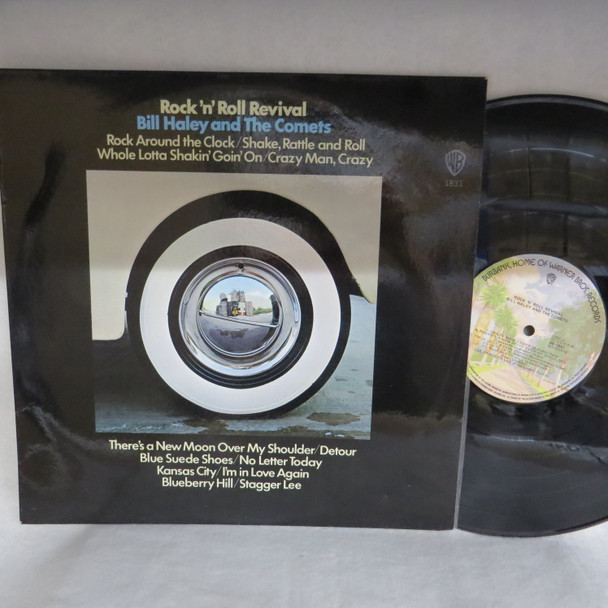 Rock 'n' Roll Revival
Bill Haley and The Comets
Rock Around the Clock/Shake, Rattle and Roll
Whole Lotta Shakin' Goin' On/Crazy Man, Crazy
WB
1831
There's a New Moon Over My Shoulder/Detour
Blue Suede Shoes/No Letter Today
Kansas City/I'm in Love Again
Blueberry Hill/Stagger Lee
BURBANK, HOME OF WARNER BROS. RECORDS
ROCK 'N' ROLL REVIVAL
BILL HALEY AND THE COMETS